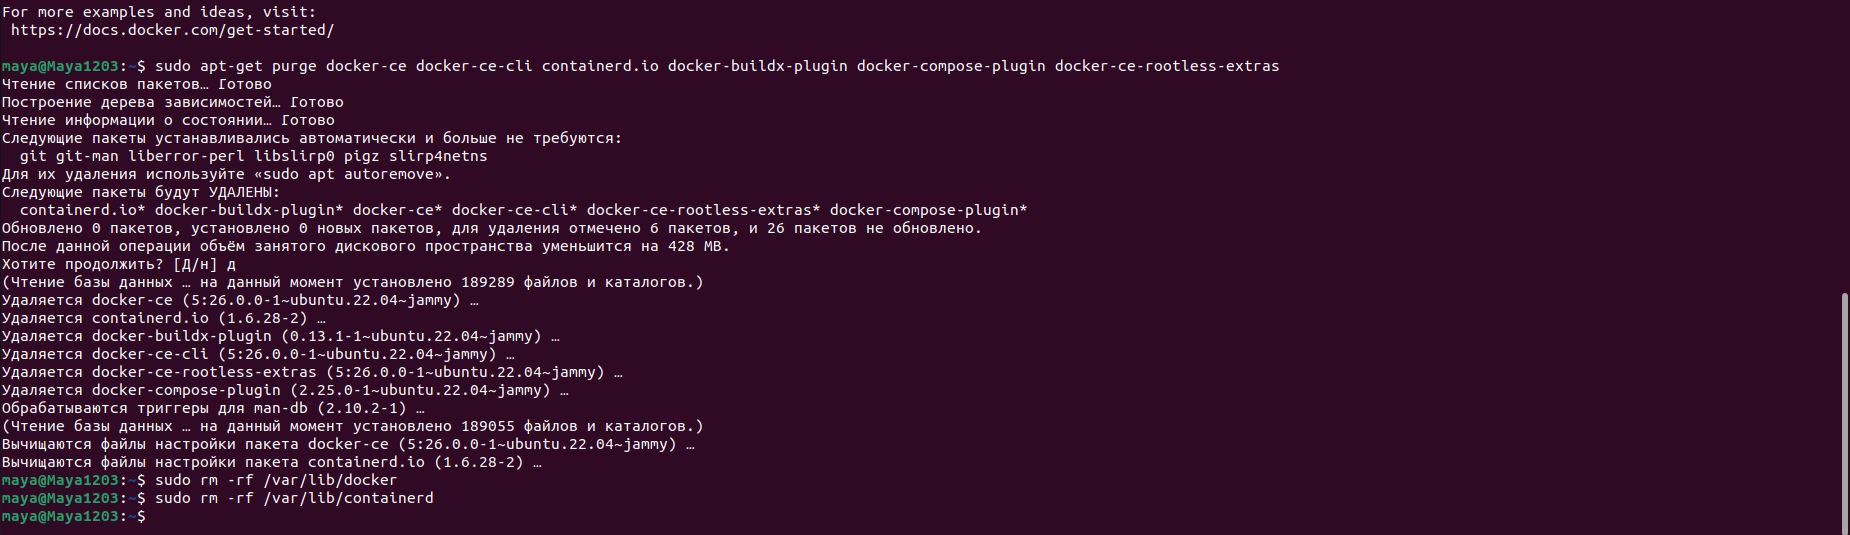 For more examples and ideas, visit:
 https://docs.docker.com/get-started/

maya@Maya1203:~$ sudo apt-get purge docker-ce docker-ce-cli containerd.io docker-buildx-plugin docker-compose-plugin docker-ce-rootless-extras
Чтение списков пакетов… Готово
Построение дерева зависимостей… Готово
Чтение информации о состоянии… Готово
Следующие пакеты устанавливались автоматически и больше не требуются:
  git git-man liberror-perl libslirp0 pigz slirp4netns
Для их удаления используйте «sudo apt autoremove».
Следующие пакеты будут УДАЛЕНЫ:
  containerd.io* docker-buildx-plugin* docker-ce* docker-ce-cli* docker-ce-rootless-extras* docker-compose-plugin*
Обновлено 0 пакетов, установлено 0 новых пакетов, для удаления отмечено 6 пакетов, и 26 пакетов не обновлено.
После данной операции объём занятого дискового пространства уменьшится на 428 MB.
Хотите продолжить? [Д/н] д
(Чтение базы данных … на данный момент установлено 189289 файлов и каталогов.)
Удаляется docker-ce (5:26.0.0-1~ubuntu.22.04~jammy) …
Удаляется containerd.io (1.6.28-2) …
Удаляется docker-buildx-plugin (0.13.1-1~ubuntu.22.04~jammy) …
Удаляется docker-ce-cli (5:26.0.0-1~ubuntu.22.04~jammy) …
Удаляется docker-ce-rootless-extras (5:26.0.0-1~ubuntu.22.04~jammy) …
Удаляется docker-compose-plugin (2.25.0-1~ubuntu.22.04~jammy) …
Обрабатываются триггеры для man-db (2.10.2-1) …
(Чтение базы данных … на данный момент установлено 189055 файлов и каталогов.)
Вычищаются файлы настройки пакета docker-ce (5:26.0.0-1~ubuntu.22.04~jammy) …
Вычищаются файлы настройки пакета containerd.io (1.6.28-2) …
maya@Maya1203:~$ sudo rm -rf /var/lib/docker
maya@Maya1203:~$ sudo rm -rf /var/lib/containerd
maya@Maya1203:~$